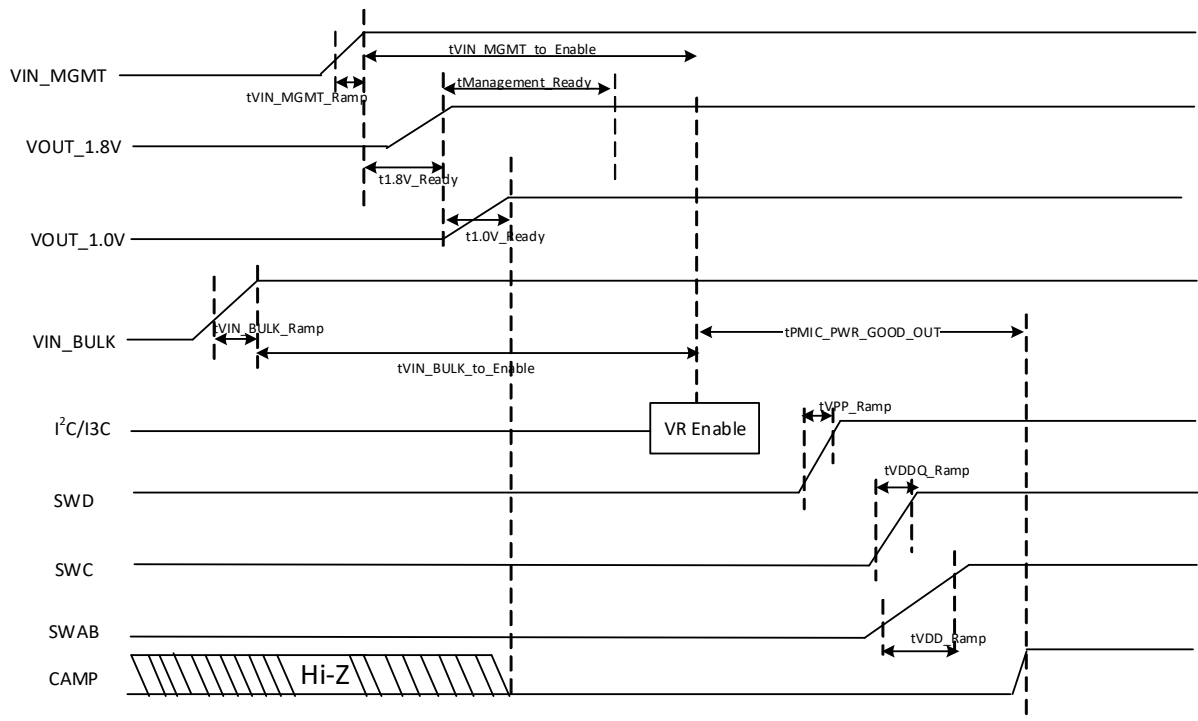 tVIN_MGMT_to_Enable
VIN_MGMT
tVIN_MGMT_Ramp
tManagement_Ready
VOUT_1.8V
t1.8V_Ready
VOUT_1.0V
t1.0V_Ready
tVIN_BULK_Ramp
tPMIC_PWR_GOOD_OUT
VIN_BULK
tVIN_BULK_to_Enable
tVPP_Ramp
I²C/I3C
VR Enable
tVDDQ_Ramp
SWD
SWC
SWAB
tVDD_Ramp
CAMP
Hi-Z